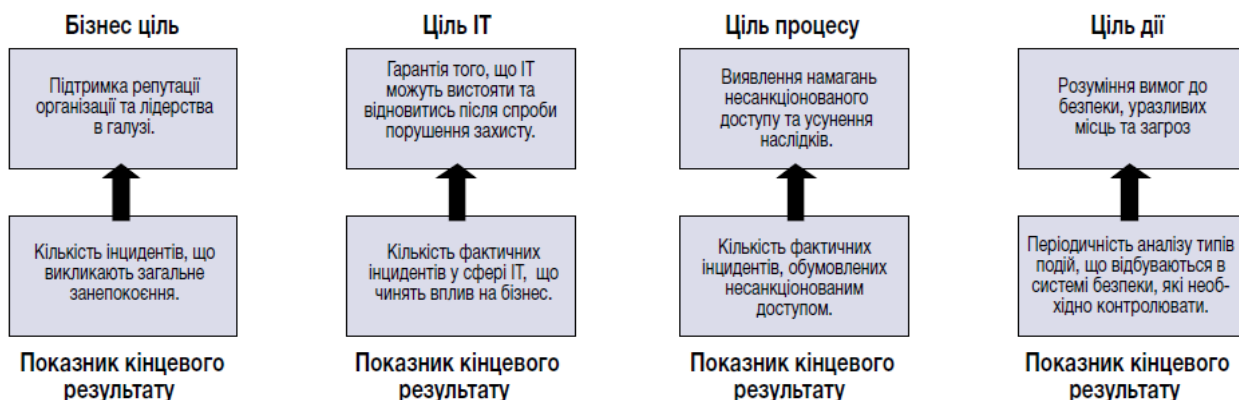 Бізнес ціль
Ціль ІТ
Ціль процесу
Ціль дії
Підтримка репутації
організації та лідерства
в галузі.
Гарантія того, що ІТ
можуть вистояти та
відновитись після спроби
порушення захисту.
Виявлення намагань
несанкціонованого
доступу та усунення
наслідків.
Розуміння вимог до
безпеки, уразливих
місць та загроз
Кількість інцидентів, що
викликають загальне
занепокоєння.
Кількість фактичних
інцидентів у сфері ІТ, що
чинять вплив на бізнес.
Кількість фактичних
інцидентів, обумовлених
несанкціонованим
доступом.
Періодичність аналізу типів
подій, що відбуваються в
системі безпеки, які необ-
хідно контролювати.
Показник кінцевого
результату
Показник кінцевого
результату
Показник кінцевого
результату
Показник кінцевого
результату